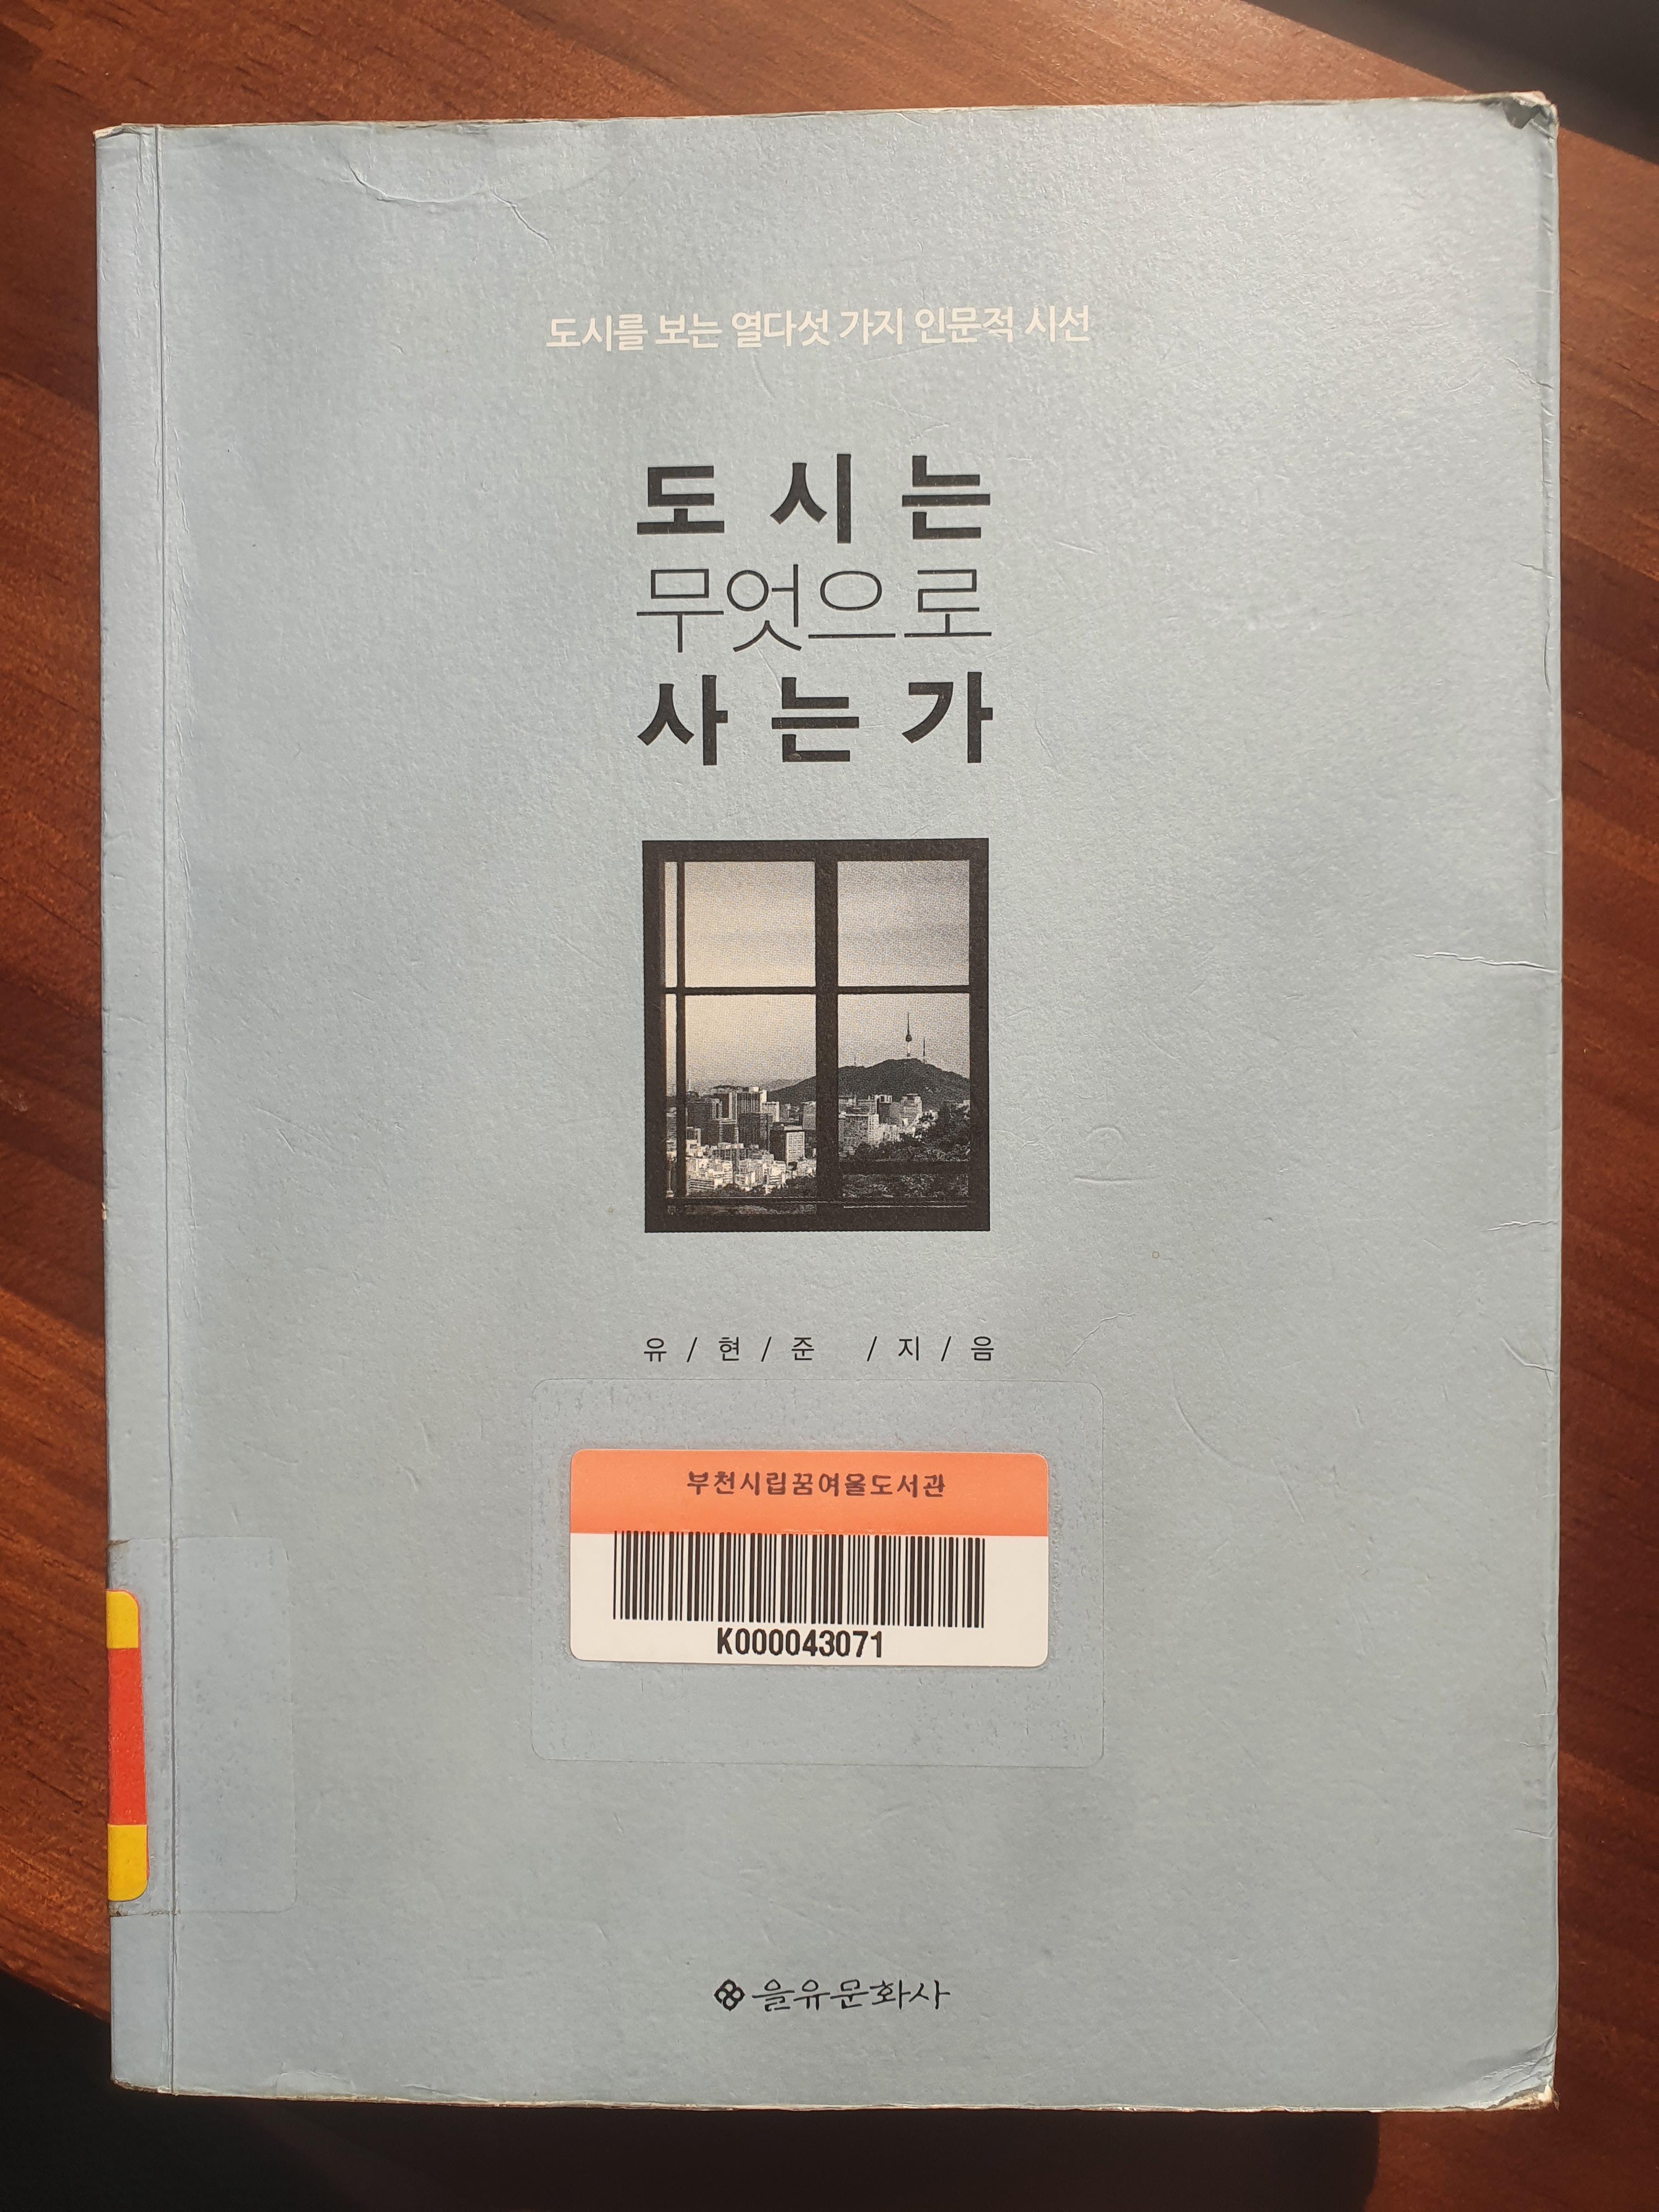 도시를 보는 열다섯 가지 인문적 시선
도시는
무엇으로
사는가
유/현/준 /지/음
부천시립꿈여울도서관
K000043071
을유문화사